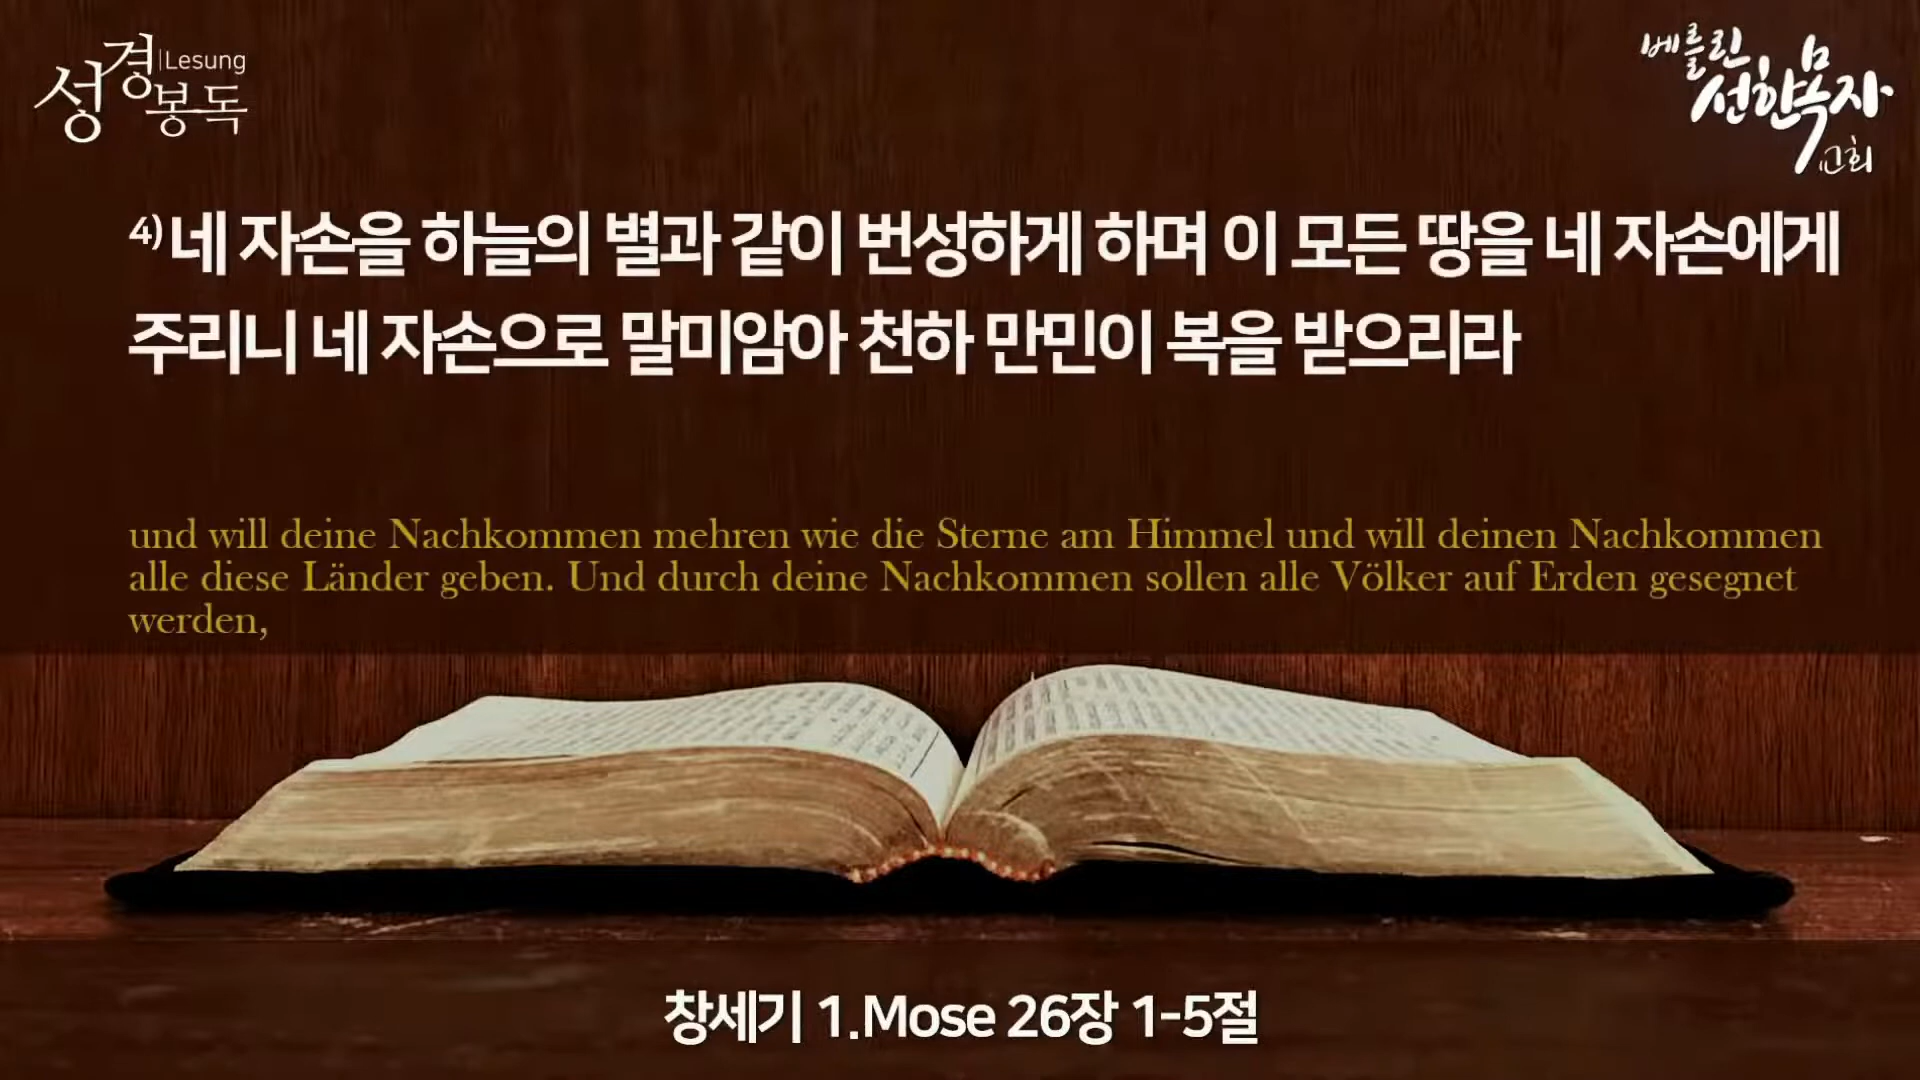 성경봉독
Lesung
베를린
선한목자
교회
4) 네 자손을 하늘의 별과 같이 번성하게 하며 이 모든 땅을 네 자손에게
주리니 네 자손으로 말미암아 천하 만민이 복을 받으리라
und will deine Nachkommen mehren wie die Sterne am Himmel und will deinen Nachkommen
alle diese Länder geben. Und durch deine Nachkommen sollen alle Völker auf Erden gesegnet
werden,
창세기 1.Mose 26장 1-5절